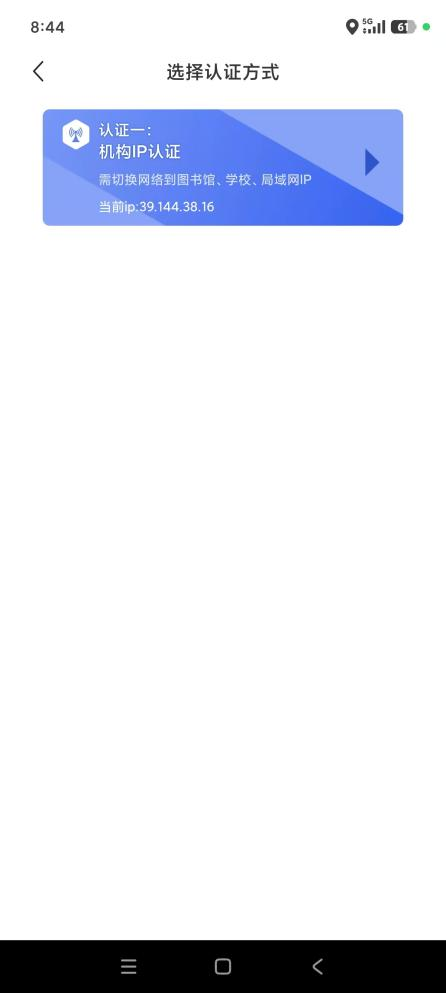 8:44
5G
61
选择认证方式
认证一：
机构IP认证
需切换网络到图书馆、学校、局域网IP
当前ip:39.144.38.16